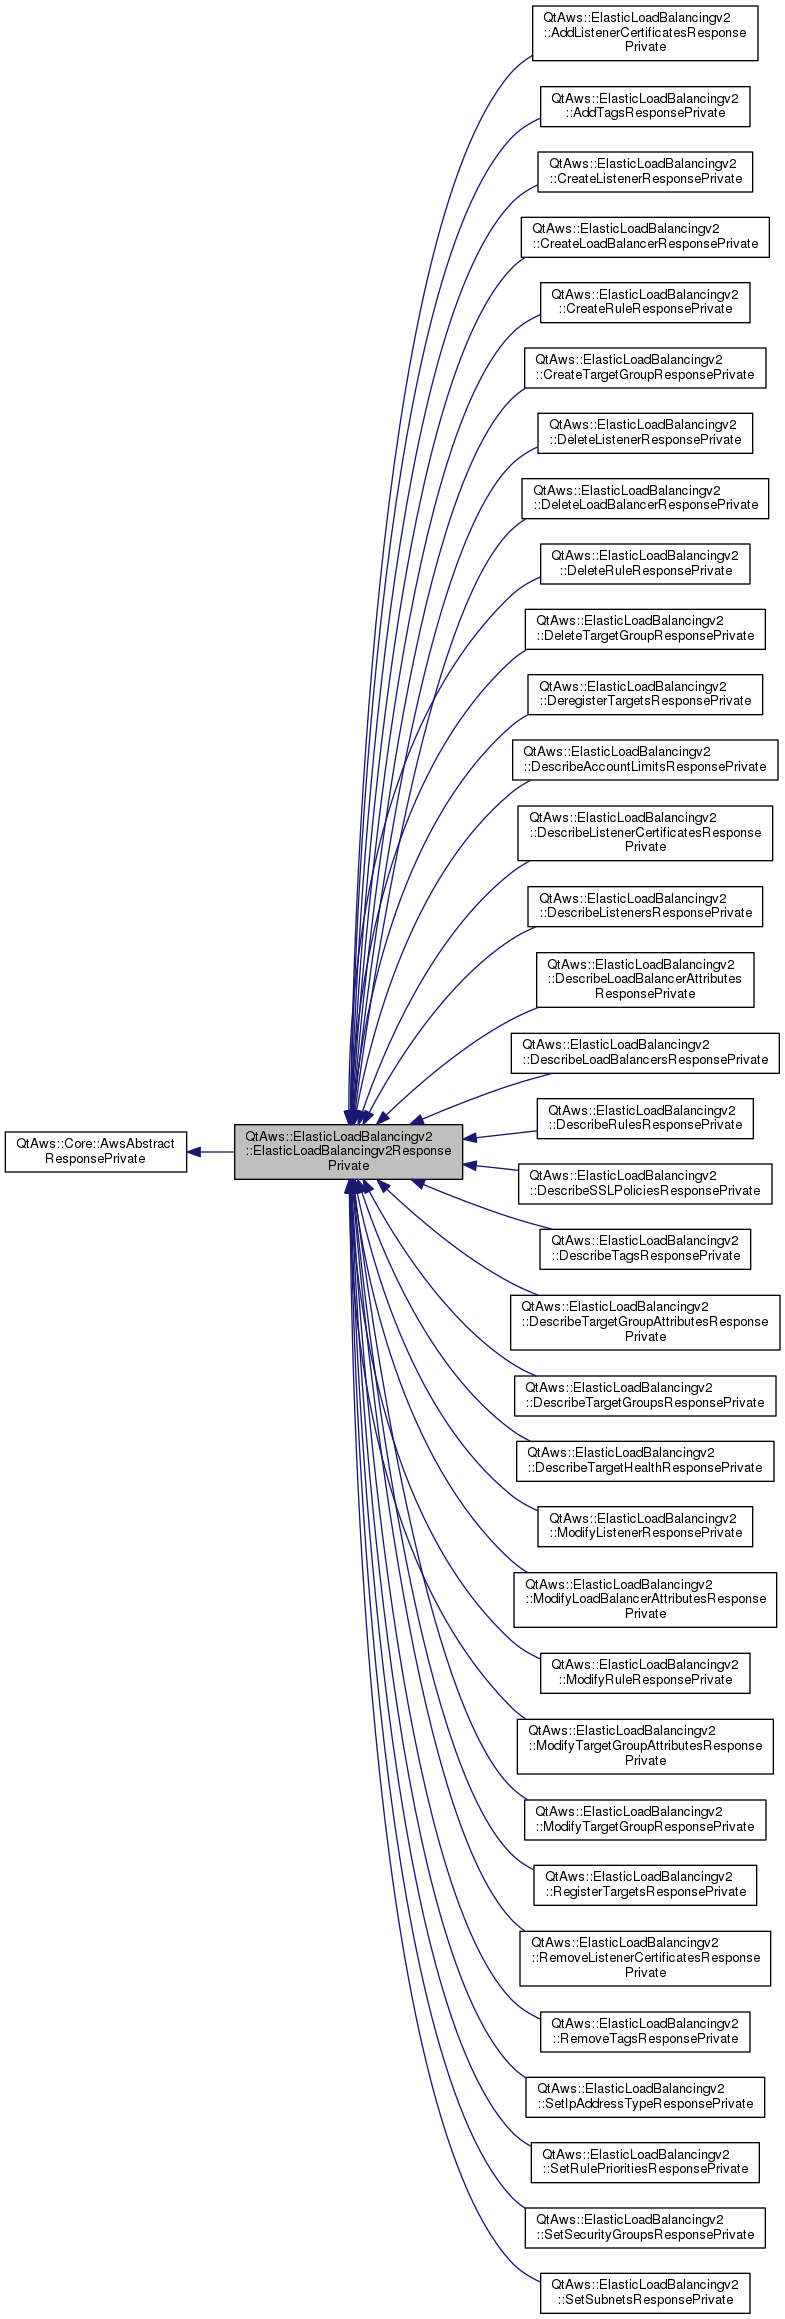 QtAws::ElasticLoadBalancingv2
::AddListenerCertificatesResponse
Private
QtAws::ElasticLoadBalancingv2
::AddTagsResponsePrivate
QtAws::ElasticLoadBalancingv2
::CreateListenerResponsePrivate
QtAws::ElasticLoadBalancingv2
::CreateLoadBalancerResponsePrivate
QtAws::ElasticLoadBalancingv2
::CreateRuleResponsePrivate
QtAws::ElasticLoadBalancingv2
::CreateTargetGroupResponsePrivate
QtAws::ElasticLoadBalancingv2
::DeleteListenerResponsePrivate
QtAws::ElasticLoadBalancingv2
::DeleteLoadBalancerResponsePrivate
QtAws::ElasticLoadBalancingv2
::DeleteRuleResponsePrivate
QtAws::ElasticLoadBalancingv2
::DeleteTargetGroupResponsePrivate
QtAws::ElasticLoadBalancingv2
::DeregisterTargetsResponsePrivate
QtAws::ElasticLoadBalancingv2
::DescribeAccountLimitsResponsePrivate
QtAws::ElasticLoadBalancingv2
::DescribeListenerCertificatesResponse
Private
QtAws::ElasticLoadBalancingv2
::DescribeListenersResponsePrivate
QtAws::ElasticLoadBalancingv2
::DescribeLoadBalancerAttributes
ResponsePrivate
QtAws::ElasticLoadBalancingv2
::DescribeLoadBalancersResponsePrivate
QtAws::ElasticLoadBalancingv2
::DescribeRulesResponsePrivate
QtAws::Core::AwsAbstract
ResponsePrivate
QtAws::ElasticLoadBalancingv2
::ElasticLoadBalancingv2Response
Private
QtAws::ElasticLoadBalancingv2
::DescribeSSLPoliciesResponsePrivate
QtAws::ElasticLoadBalancingv2
::DescribeTagsResponsePrivate
QtAws::ElasticLoadBalancingv2
::DescribeTargetGroupAttributesResponse
Private
QtAws::ElasticLoadBalancingv2
::DescribeTargetGroupsResponsePrivate
QtAws::ElasticLoadBalancingv2
::DescribeTargetHealthResponsePrivate
QtAws::ElasticLoadBalancingv2
::ModifyListenerResponsePrivate
QtAws::ElasticLoadBalancingv2
::ModifyLoadBalancerAttributesResponse
Private
QtAws::ElasticLoadBalancingv2
::ModifyRuleResponsePrivate
QtAws::ElasticLoadBalancingv2
::ModifyTargetGroupAttributesResponse
Private
QtAws::ElasticLoadBalancingv2
::ModifyTargetGroupResponsePrivate
QtAws::ElasticLoadBalancingv2
::RegisterTargetsResponsePrivate
QtAws::ElasticLoadBalancingv2
::RemoveListenerCertificatesResponse
Private
QtAws::ElasticLoadBalancingv2
::RemoveTagsResponsePrivate
QtAws::ElasticLoadBalancingv2
::SetIpAddressTypeResponsePrivate
QtAws::ElasticLoadBalancingv2
::SetRulePrioritiesResponsePrivate
QtAws::ElasticLoadBalancingv2
::SetSecurityGroupsResponsePrivate
QtAws::ElasticLoadBalancingv2
::SetSubnetsResponsePrivate